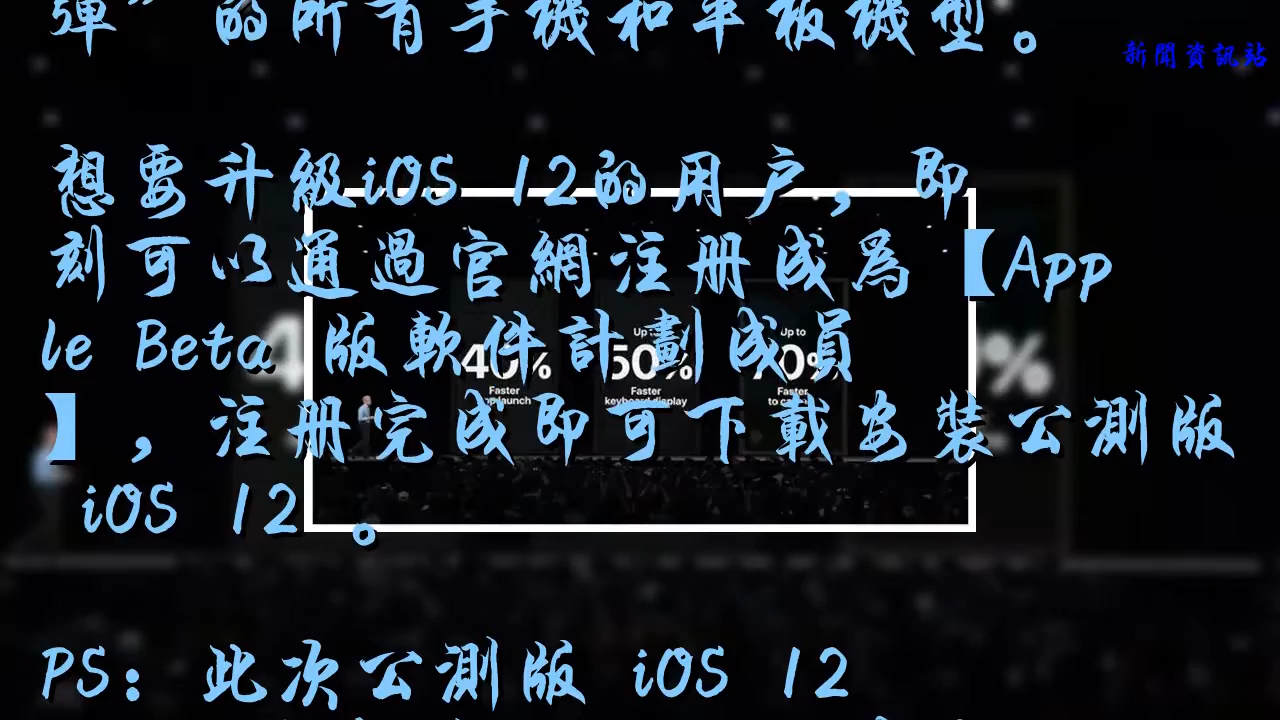 彈”的所有手機和平板機型。
新聞資訊站
想要升級iOS 12的用户，即
刻可以通過官網注册成爲【App
le Beta 版軟件計劃成員
】，注册完成即可下載安裝公測版
iOS 12 。
PS：此次公測版 iOS 12
Up to
40%
50%
70%
Faster
Faster
keyboard display
Faster
%